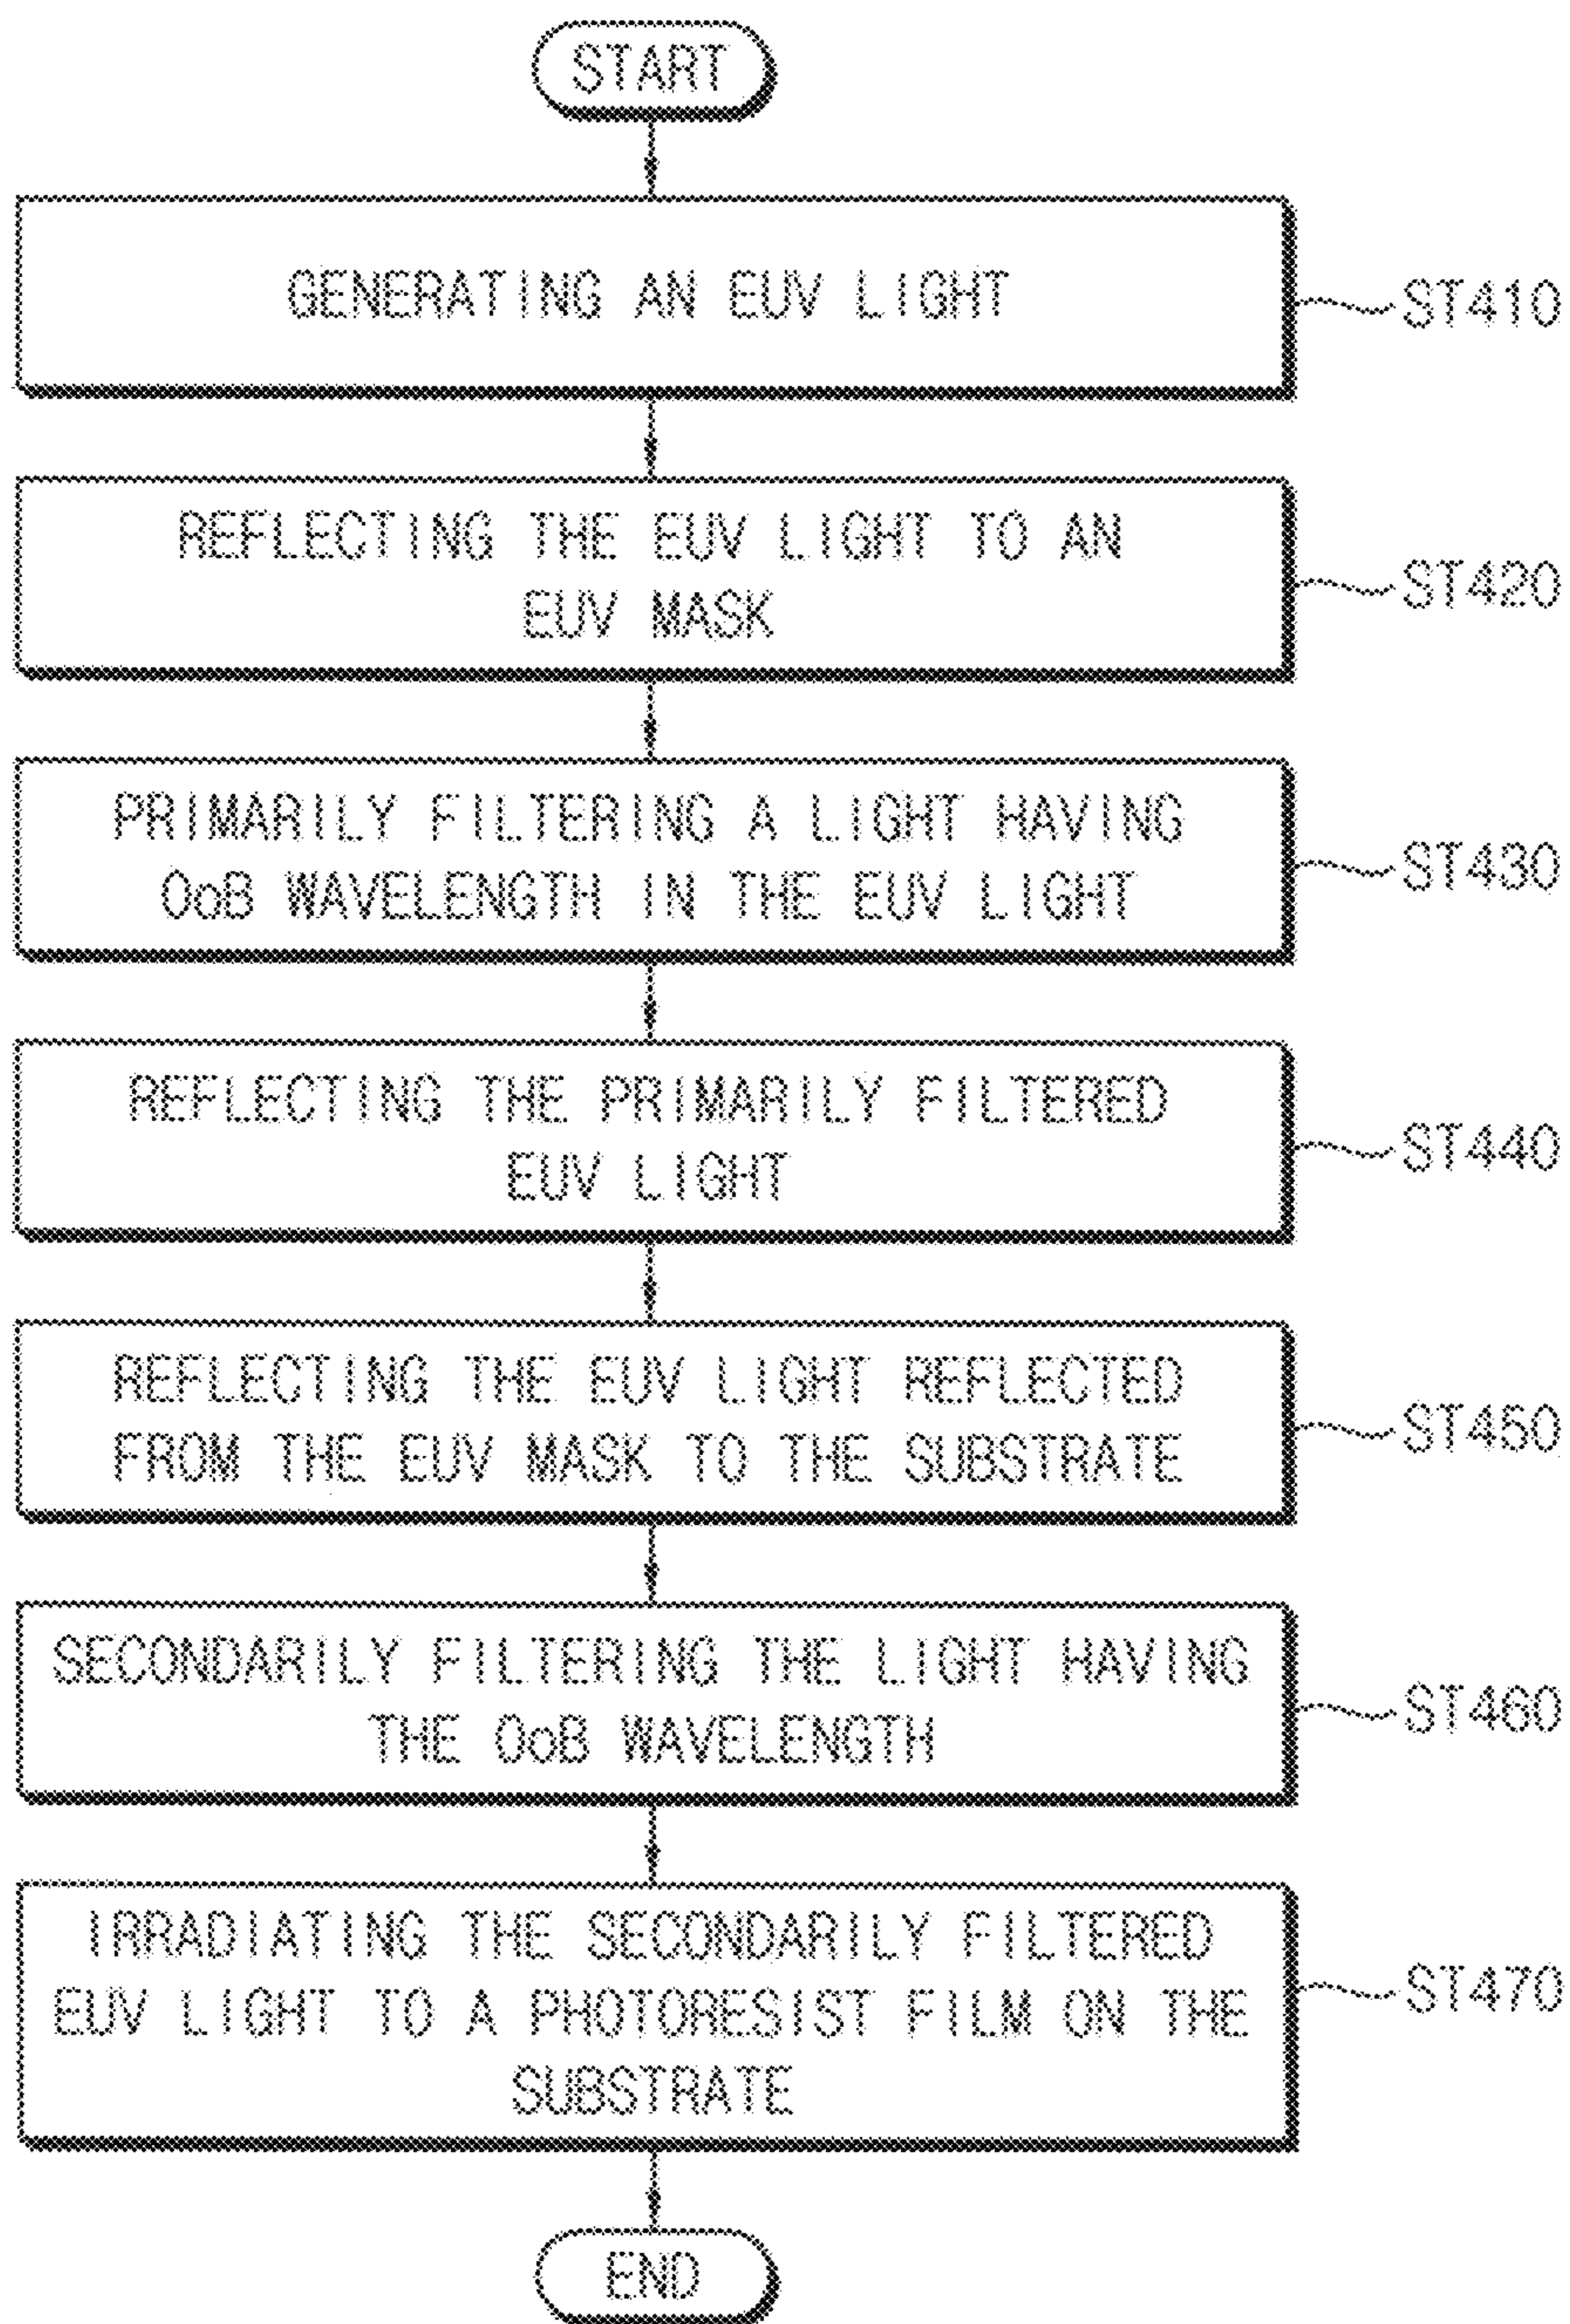 START
GENERATING AN EUV LIGHT
ST410
REFLECTING THE EUV LIGHT TO AN
EUV MASK
ST420
PRIMARILY FILTERING A LIGHT HAVING
OoB WAVELENGTH IN THE EUV LIGHT
ST430
REFLECTING THE PRIMARILY FILTERED
EUV LIGHT
ST440
REFLECTING THE EUV LIGHT REFLECTED
FROM THE EUV MASK TO THE SUBSTRATE
ST450
SECONDARILY FILTERING THE LIGHT HAVING
THE OoB WAVELENGTH
ST460
IRRADIATING THE SECONDARILY FILTERED
EUV LIGHT TO A PHOTORESIST FILM ON THE
SUBSTRATE
ST470
END